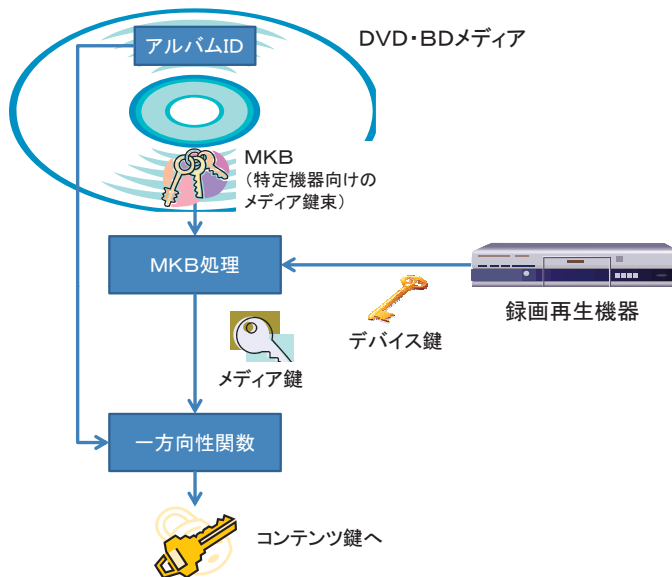 アルバムID
DVD・BDメディア
MKB
(特定機器向けの
メディア鍵束)
MKB処理
録画再生機器
デバイス鍵
メディア鍵
一方向性関数
コンテンツ鍵へ